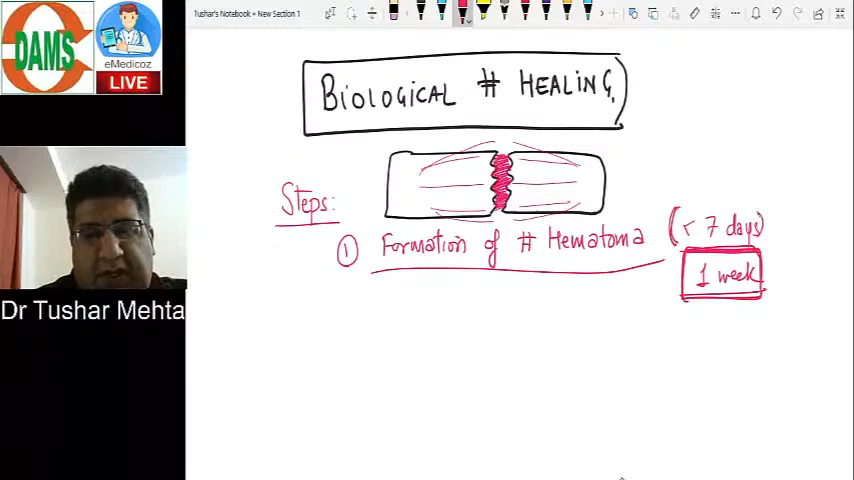 Tushar's Notebook » New Section 1
DAMS
eMedicoz
LIVE
BIOLOGICAL # HEALING
Steps:
① Formation of # Hematoma (< 7 days)
1 week
Dr Tushar Mehta